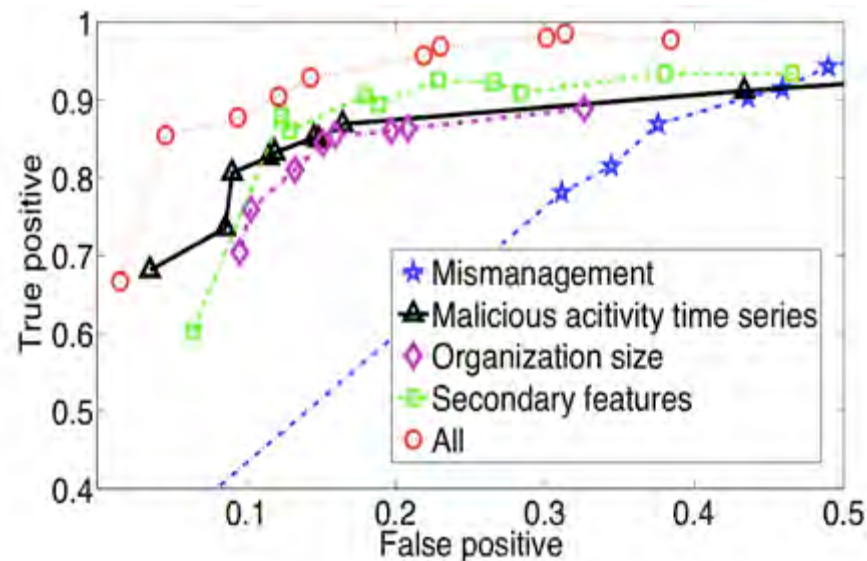 1
0.9
0.8
0.7
0.6
0.5
0.4
True positive
Mismanagement
Malicious acitivity time series
Organization size
Secondary features
All
0.1 0.2 0.3 0.4 0.5
False positive